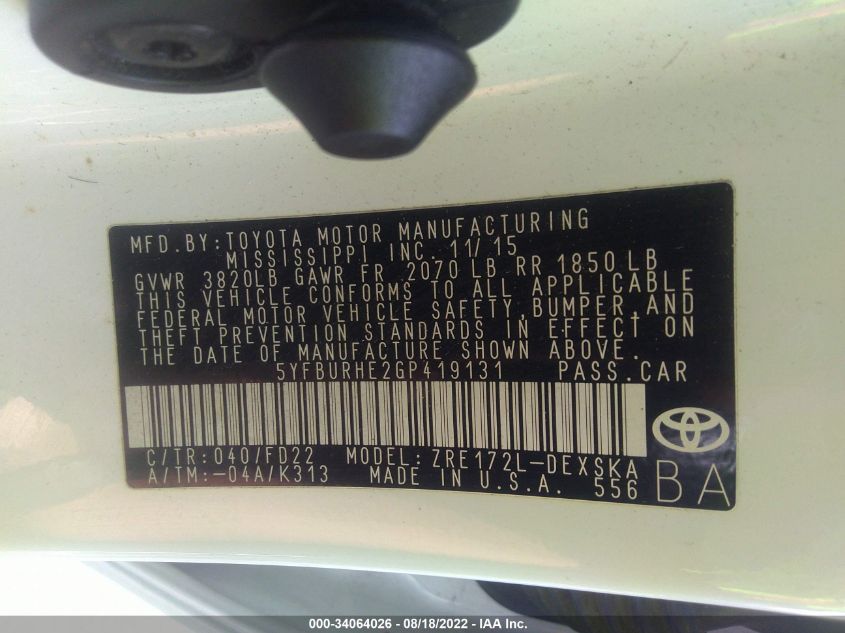 MFD.BY:TOYOTA MOTOR MANUFACTURING
MISSISSIPPI INC. 11/15
GVWR 3820LB GAWR FR 2070 LB RR 1850 LB
THIS VEHICLE CONFORMS TO ALL APPLICABLE
FEDERAL MOTOR VEHICLE SAFETY,BUMPER,AND
THEFT PREVENTION STANDARDS IN EFFECT ON
THE DATE OF MANUFACTURE SHOWN ABOVE.
5YFBURHE2GP419131 PASS.CAR
C/TR:040/FD22 MODEL:ZRE172L-DEXSKA
A/TM:-04A/K313 MADE IN U.S.A. 556 BA
000-34064026 - 08/18/2022 - IAA Inc.